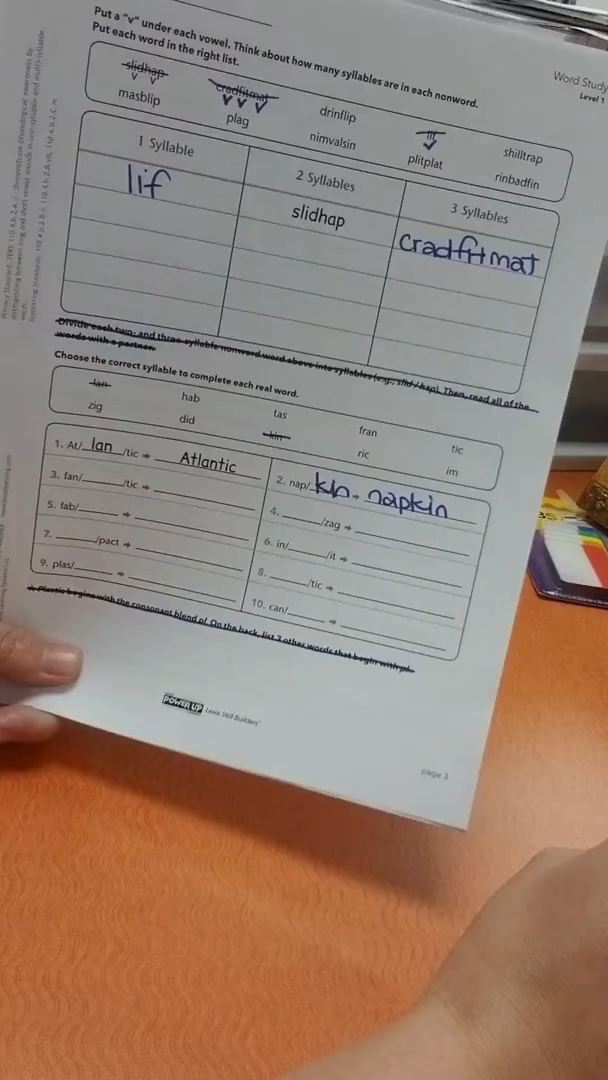 Put a "v" under each vowel. Think about how many syllables are in each nonword.
Put each word in the right list.
Word Study
Level 1
slidhap cradfitmat drinflip lif shilltrap
v v v v v v
masblip plag nimvalsin plitplat rinbadfin
1 Syllable 2 Syllables 3 Syllables
lif slidhap cradfitmat
Divide each two- and three-syllable nonword word above into syllables (e.g., slid / hap). Then, read all of the
words with a partner.
Choose the correct syllable to complete each real word.
lan hab tas fran tic
zig did kin ric im
1. At/ lan /tic → Atlantic
2. nap/ kin → napkin
3. fan/ /tic →
4. /zag →
5. fab/ →
6. in/ /it →
7. /pact →
8. /tic →
9. plas/ →
10. can/ →
Plastic begins with the consonant blend pl. On the back, list 3 other words that begin with pl.
POWER UP Lexia Skill Builders
page 3